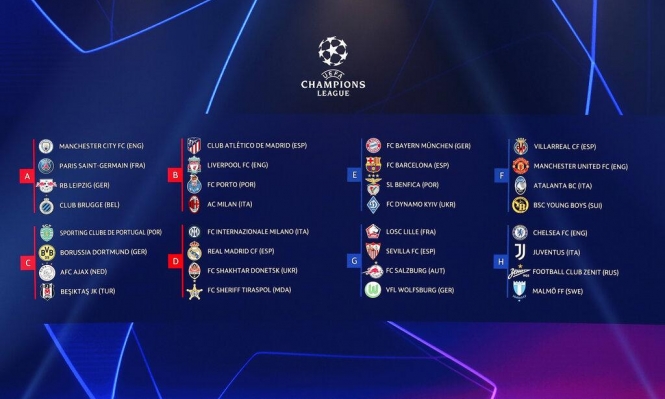 UEFA
CHAMPIONS
LEAGUE
A
MANCHESTER CITY FC (ENG)
PARIS SAINT-GERMAIN (FRA)
RB LEIPZIG (GER)
CLUB BRUGGE (BEL)
B
CLUB ATLÉTICO DE MADRID (ESP)
LIVERPOOL FC (ENG)
FC PORTO (POR)
AC MILAN (ITA)
E
FC BAYERN MÜNCHEN (GER)
FC BARCELONA (ESP)
SL BENFICA (POR)
FC DYNAMO KYIV (UKR)
F
VILLARREAL CF (ESP)
MANCHESTER UNITED FC (ENG)
ATALANTA BC (ITA)
BSC YOUNG BOYS (SUI)
C
SPORTING CLUBE DE PORTUGAL (POR)
BORUSSIA DORTMUND (GER)
AFC AJAX (NED)
BEŞIKTAŞ JK (TUR)
D
FC INTERNAZIONALE MILANO (ITA)
REAL MADRID CF (ESP)
FC SHAKHTAR DONETSK (UKR)
FC SHERIFF TIRASPOL (MDA)
G
LOSC LILLE (FRA)
SEVILLA FC (ESP)
FC SALZBURG (AUT)
VFL WOLFSBURG (GER)
H
CHELSEA FC (ENG)
JUVENTUS (ITA)
FOOTBALL CLUB ZENIT (RUS)
MALMÖ FF (SWE)